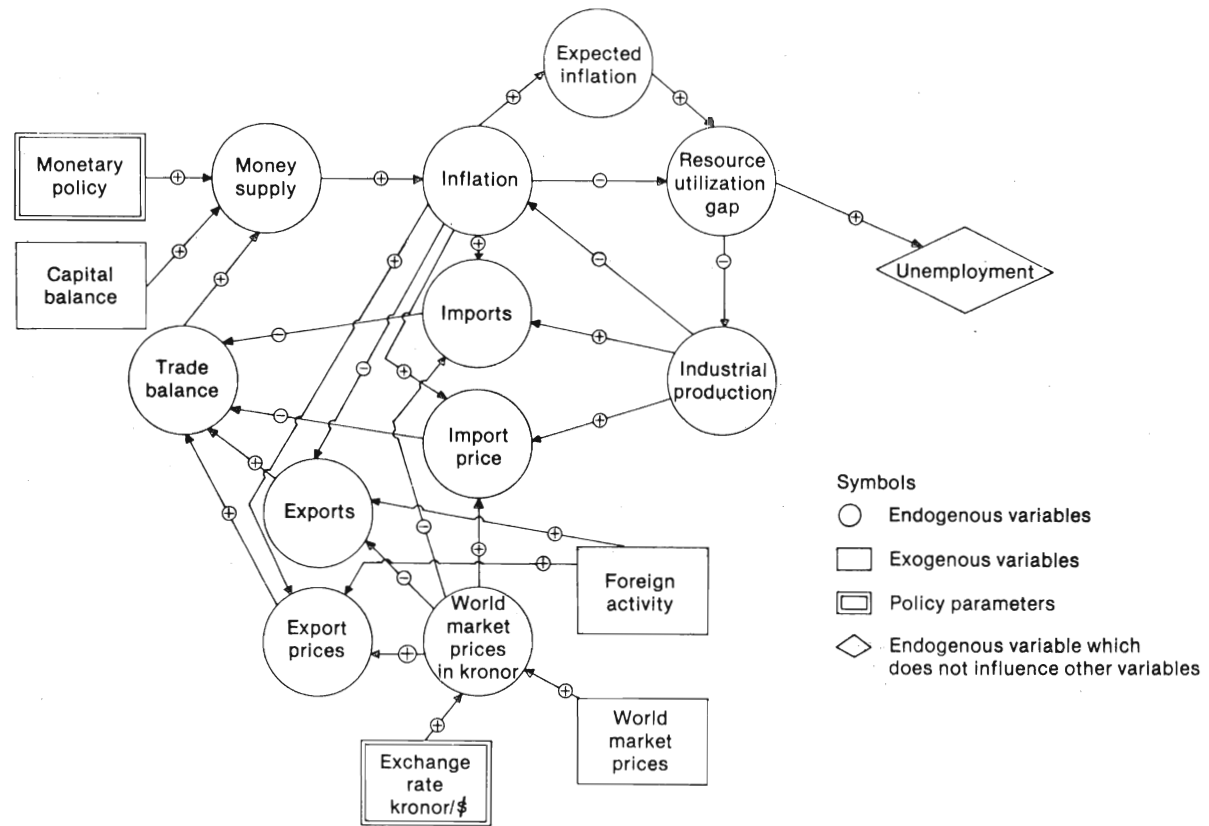 Expected
inflation
Monetary
policy
Money
supply
Inflation
Resource
utilization
gap
Capital
balance
Unemployment
Imports
Trade
balance
Industrial
production
Import
price
Exports
Foreign
activity
Export
prices
World
market
prices
in kronor
World
market
prices
Exchange
rate
kronor/$
Symbols
Endogenous variables
Exogenous variables
Policy parameters
Endogenous variable which
does not influence other variables